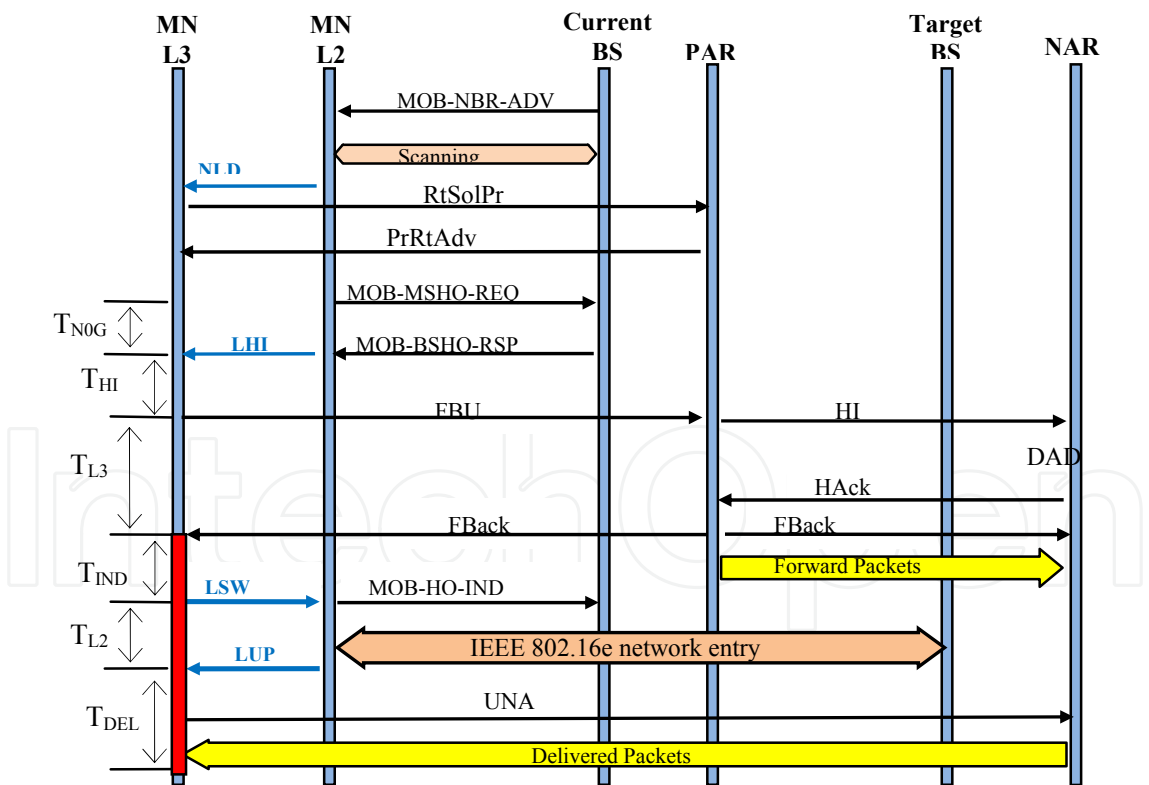 MN L3
MN L2
Current BS
PAR
Target BS
NAR
MOB-NBR-ADV
Scanning
NLD
RtSolPr
PrRtAdv
MOB-MSHO-REQ
TN0G
LHI
MOB-BSHO-RSP
THI
FBU
HI
TL3
DAD
HAck
FBack
FBack
TIND
Forward Packets
LSW
MOB-HO-IND
TL2
IEEE 802.16e network entry
LUP
UNA
TDEL
Delivered Packets
IntechOpen